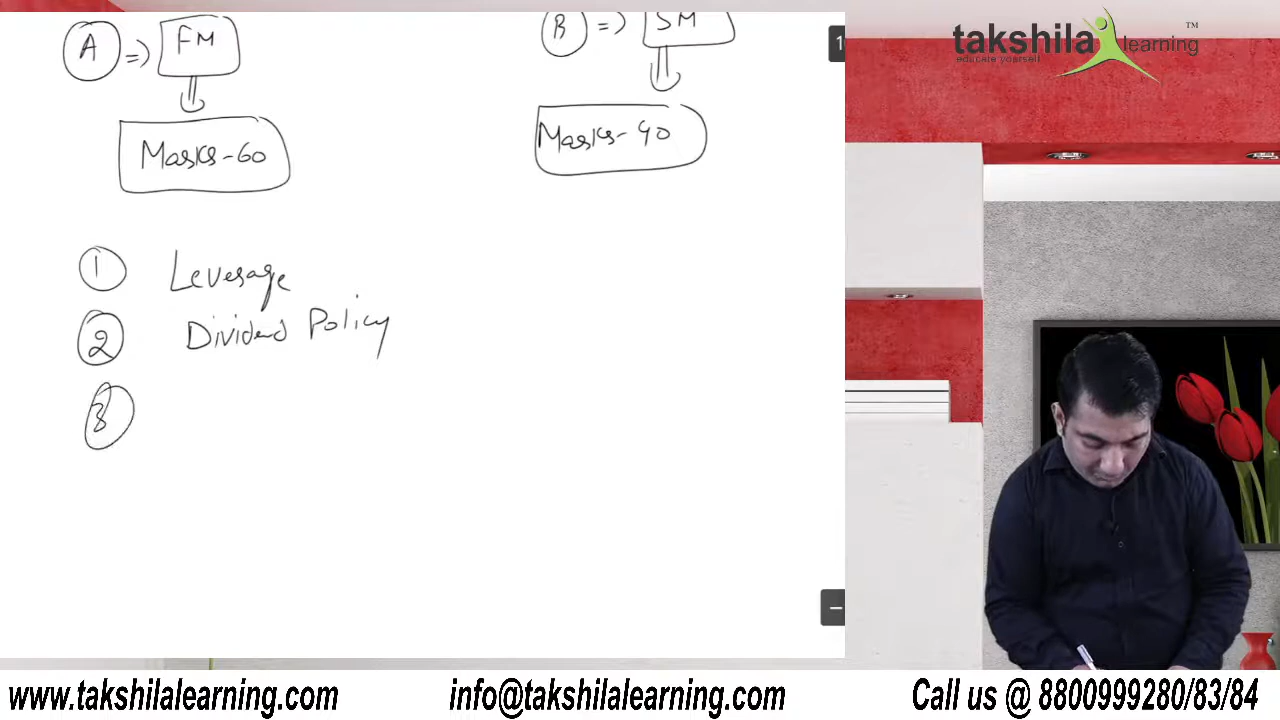 A => FM
Marks-60
B => SM
Marks-40
1 Leverage
2 Dividend Policy
3
1
takshila learning ™
educate yourself
www.takshilalearning.com info@takshilalearning.com Call us @ 8800999280/83/84